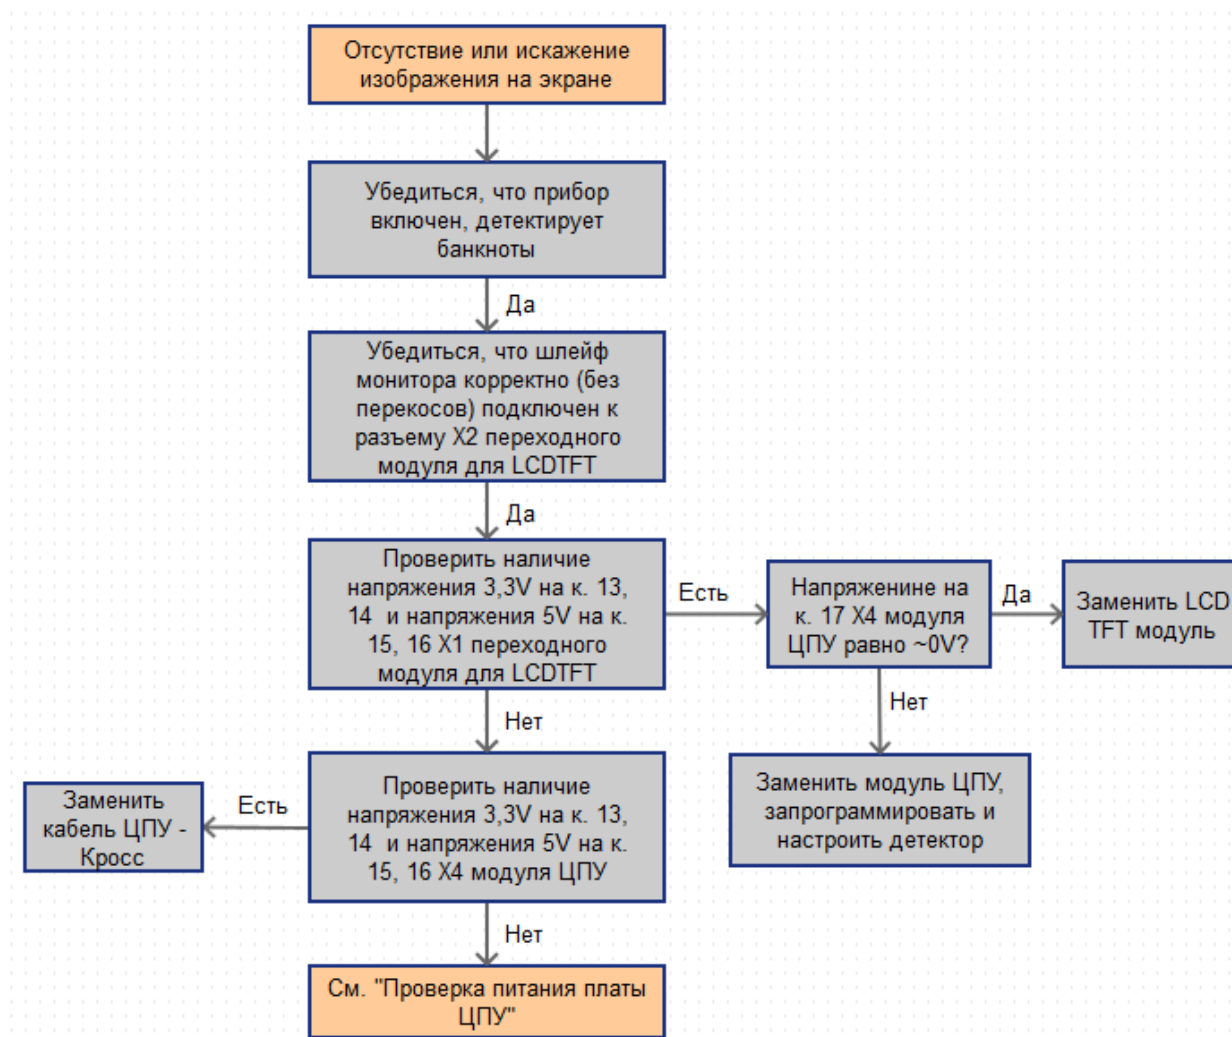 Отсутствие или искажение
изображения на экране
Убедиться, что прибор
включен, детектирует
банкноты
Да
Убедиться, что шлейф
монитора корректно (без
перекосов) подключен к
разъему X2 переходного
модуля для LCDTFT
Да
Проверить наличие
напряжения 3,3V на к. 13,
14 и напряжения 5V на к.
15, 16 X1 переходного
модуля для LCDTFT
Есть
Напряженине на
к. 17 X4 модуля
ЦПУ равно ~0V?
Да
Заменить LCD
TFT модуль
Нет
Заменить модуль ЦПУ,
запрограммировать и
настроить детектор
Нет
Проверить наличие
напряжения 3,3V на к. 13,
14 и напряжения 5V на к.
15, 16 X4 модуля ЦПУ
Есть
Заменить
кабель ЦПУ -
Кросс
Нет
См. "Проверка питания платы
ЦПУ"